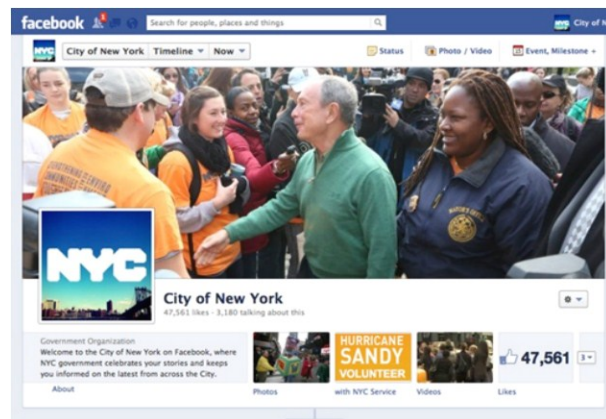 facebook 1 Search for people, places and things City of N
City of New York Timeline Now Status Photo / Video Event, Milestone +
NYC
City of New York
47,561 likes · 3,180 talking about this
Government Organization
Welcome to the City of New York on Facebook, where
NYC government celebrates your stories and keeps
you informed on the latest from across the City.
About
Photos
HURRICANE
SANDY
VOLUNTEER
with NYC Service
Videos
47,561
Likes
3